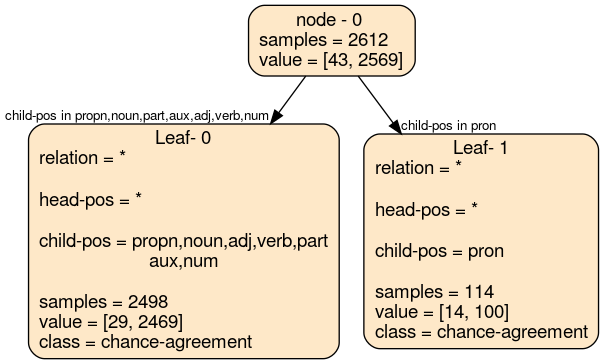 node - 0
samples = 2612
value = [43, 2569]
child-pos in propn,noun,part,aux,adj,verb,num
child-pos in pron
Leaf- 0
relation = *
head-pos = *
child-pos = propn,noun,adj,verb,part
aux,num
samples = 2498
value = [29, 2469]
class = chance-agreement
Leaf- 1
relation = *
head-pos = *
child-pos = pron
samples = 114
value = [14, 100]
class = chance-agreement